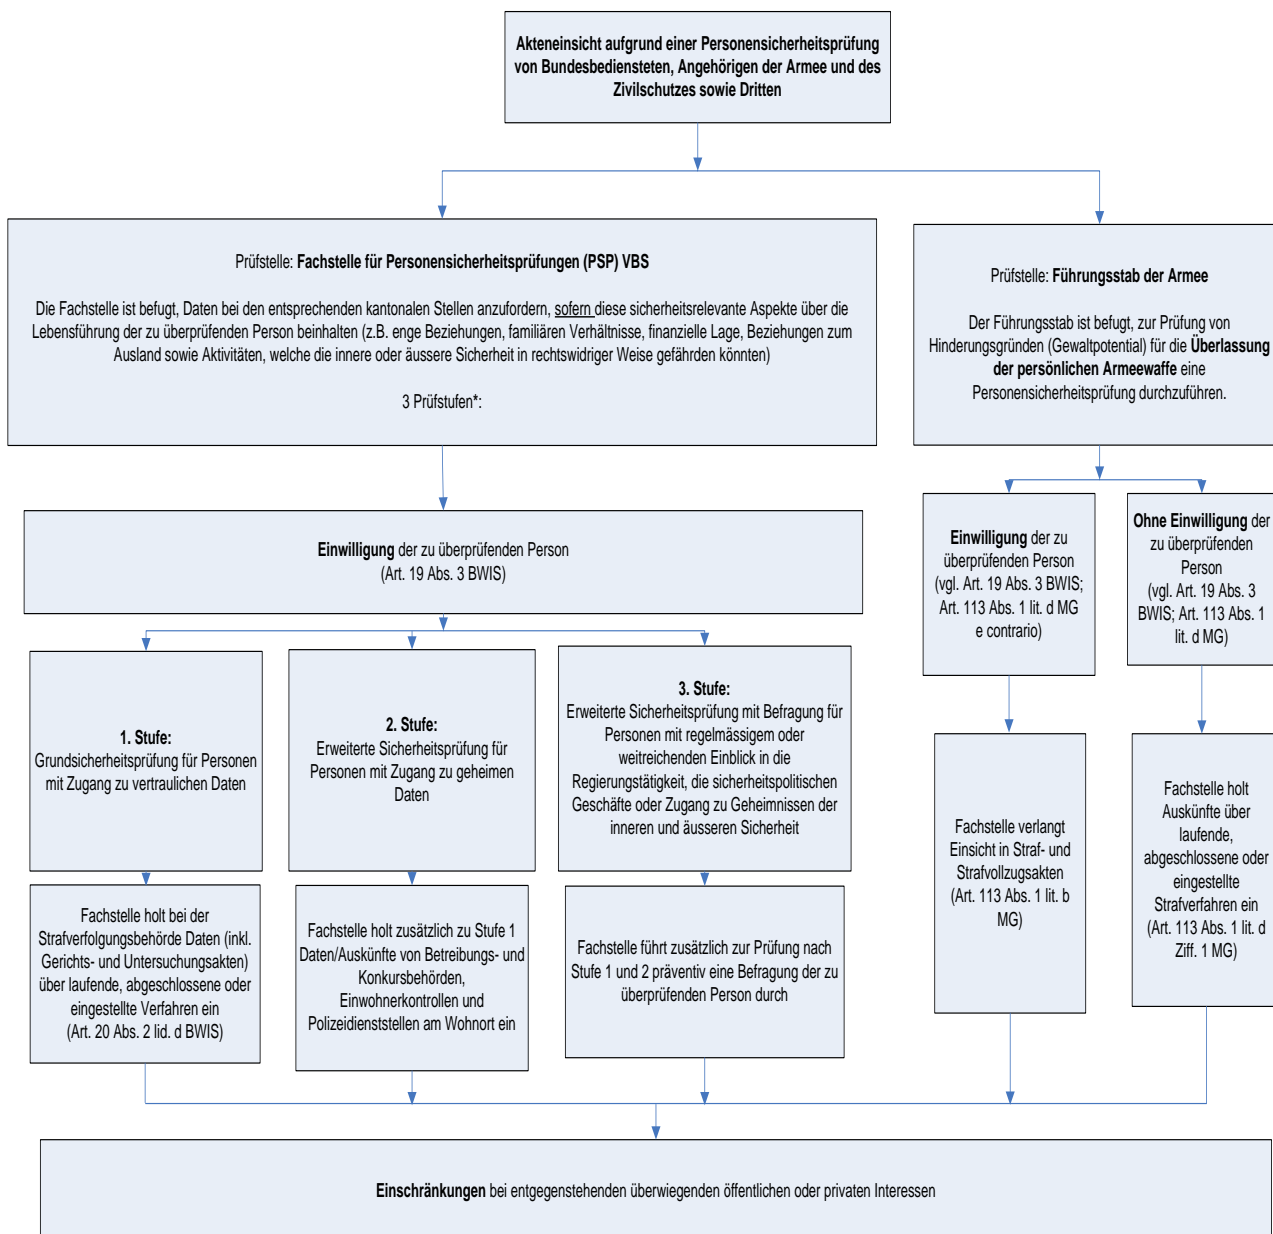 Akteneinsicht aufgrund einer Personensicherheitsprüfung
von Bundesbediensteten, Angehörigen der Armee und des
Zivilschutzes sowie Dritten
Prüfstelle: Fachstelle für Personensicherheitsprüfungen (PSP) VBS
Die Fachstelle ist befugt, Daten bei den entsprechenden kantonalen Stellen anzufordern, sofern diese sicherheitsrelevante Aspekte über die
Lebensführung der zu überprüfenden Person beinhalten (z.B. enge Beziehungen, familiären Verhältnisse, finanzielle Lage, Beziehungen zum
Ausland sowie Aktivitäten, welche die innere oder äussere Sicherheit in rechtswidriger Weise gefährden könnten)
3 Prüfstufen*:
Prüfstelle: Führungsstab der Armee
Der Führungsstab ist befugt, zur Prüfung von
Hinderungsgründen (Gewaltpotential) für die Überlassung
der persönlichen Armeewaffe eine
Personensicherheitsprüfung durchzuführen.
Einwilligung der zu überprüfenden Person
(Art. 19 Abs. 3 BWIS)
Einwilligung der zu
überprüfenden Person
(vgl. Art. 19 Abs. 3 BWIS;
Art. 113 Abs. 1 lit. d MG
e contrario)
Ohne Einwilligung der
zu überprüfenden
Person
(vgl. Art. 19 Abs. 3
BWIS; Art. 113 Abs. 1
lit. d MG)
1. Stufe:
Grundsicherheitsprüfung für Personen
mit Zugang zu vertraulichen Daten
2. Stufe:
Erweiterte Sicherheitsprüfung für
Personen mit Zugang zu geheimen
Daten
3. Stufe:
Erweiterte Sicherheitsprüfung mit Befragung für
Personen mit regelmässigem oder
weitreichenden Einblick in die
Regierungstätigkeit, die sicherheitspolitischen
Geschäfte oder Zugang zu Geheimnissen der
inneren und äusseren Sicherheit
Fachstelle verlangt
Einsicht in Straf- und
Strafvollzugsakten
(Art. 113 Abs. 1 lit. b
MG)
Fachstelle holt
Auskünfte über
laufende,
abgeschlossene oder
eingestellte
Strafverfahren ein
(Art. 113 Abs. 1 lit. d
Ziff. 1 MG)
Fachstelle holt bei der
Strafverfolgungsbehörde Daten (inkl.
Gerichts- und Untersuchungsakten)
über laufende, abgeschlossene oder
eingestellte Verfahren ein
(Art. 20 Abs. 2 lid. d BWIS)
Fachstelle holt zusätzlich zu Stufe 1
Daten/Auskünfte von Betreibungs- und
Konkursbehörden,
Einwohnerkontrollen und
Polizeidienststellen am Wohnort ein
Fachstelle führt zusätzlich zur Prüfung nach
Stufe 1 und 2 präventiv eine Befragung der zu
überprüfenden Person durch
Einschränkungen bei entgegenstehenden überwiegenden öffentlichen oder privaten Interessen